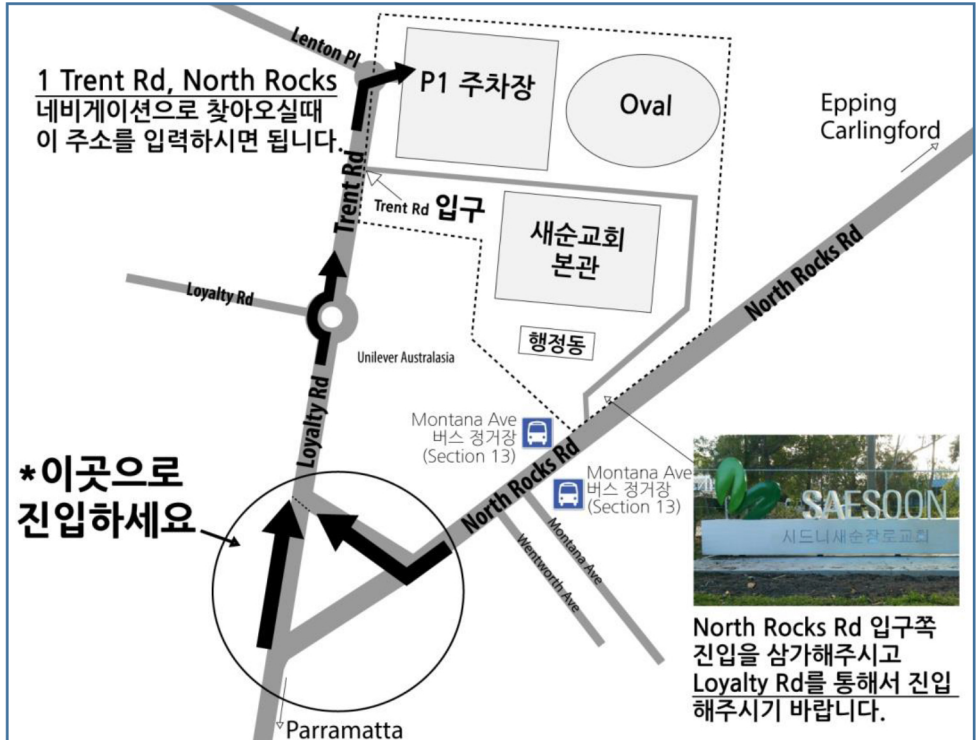 Lenton Pl
1 Trent Rd, North Rocks
네비게이션으로 찾아오실때
이 주소를 입력하시면 됩니다.
P1 주차장
Oval
Epping
Carlingford
Trent Rd
Trent Rd 입구
새순교회
본관
North Rocks Rd
Loyalty Rd
Unilever Australasia
행정동
Loyalty Rd
Montana Ave
버스 정거장
(Section 13)
Montana Ave
버스 정거장
(Section 13)
North Rocks Rd
*이곳으로
진입하세요
Wentworth Ave
Montana Ave
SAESOON
시드니새순장로교회
North Rocks Rd 입구쪽
진입을 삼가해주시고
Loyalty Rd를 통해서 진입
해주시기 바랍니다.
Parramatta